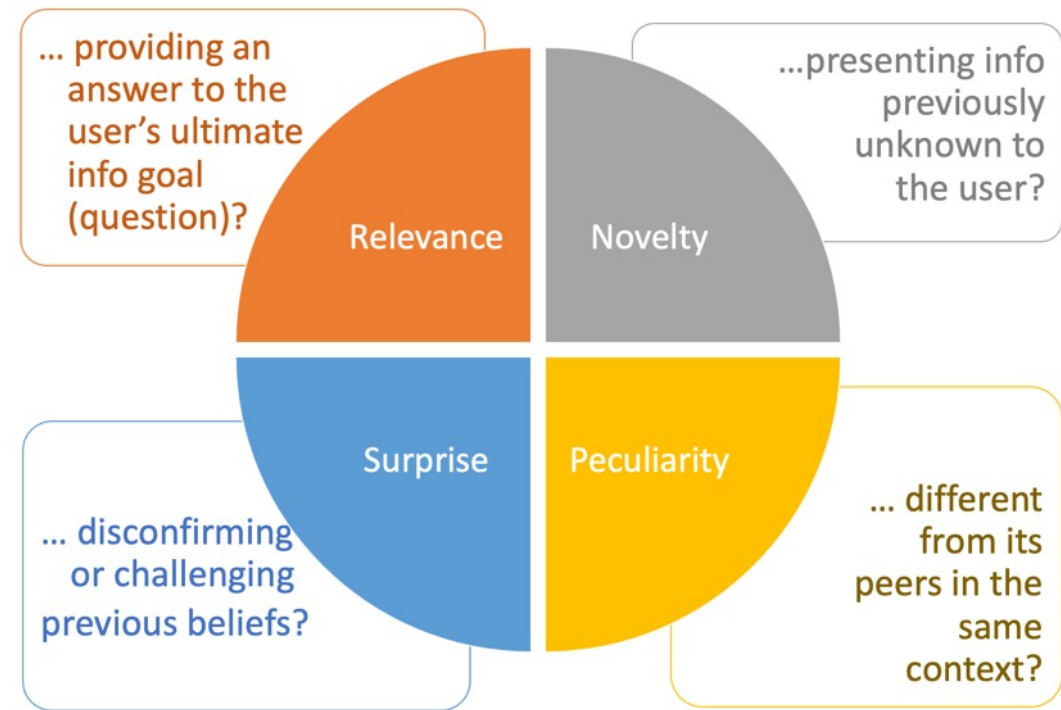 ... providing an
answer to the
user's ultimate
info goal
(question)?
...presenting info
previously
unknown to
the user?
Relevance
Novelty
Surprise
Peculiarity
... disconfirming
or challenging
previous beliefs?
... different
from its
peers in the
same
context?